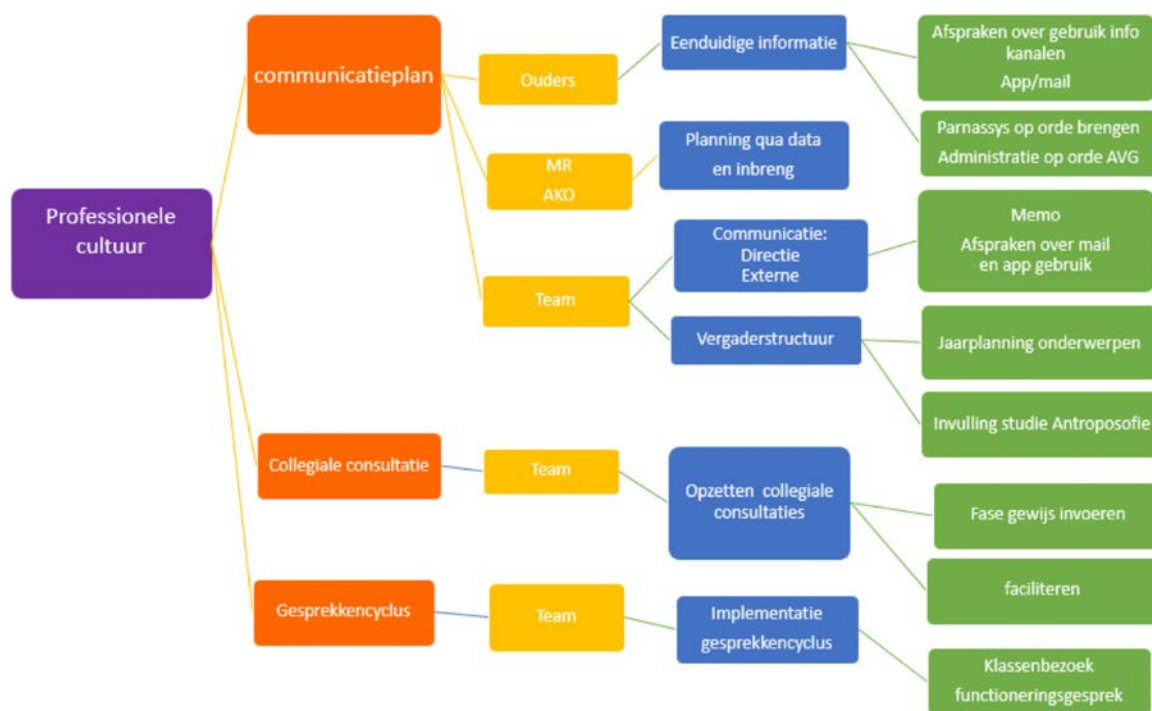 Professionele
cultuur
communicatieplan
Ouders
Eenduidige informatie
Afspraken over gebruik info
kanalen
App/mail
Parnassys op orde brengen
Administratie op orde AVG
MR
AKO
Planning qua data
en inbreng
Team
Communicatie:
Directie
Externe
Memo
Afspraken over mail
en app gebruik
Vergaderstructuur
Jaarplanning onderwerpen
Invulling studie Antroposofie
Collegiale consultatie
Team
Opzetten collegiale
consultaties
Fase gewijs invoeren
faciliteren
Gesprekkencyclus
Team
Implementatie
gesprekkencyclus
Klassenbezoek
functioneringsgesprek